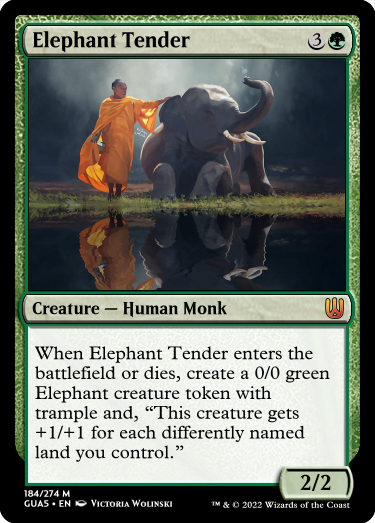 Elephant Tender 3
Creature — Human Monk
When Elephant Tender enters the
battlefield or dies, create a 0/0 green
Elephant creature token with
trample and, “This creature gets
+1/+1 for each differently named
land you control.”
2/2
184/274 M
GUA5 • EN Victoria Wolinski
™ & © 2022 Wizards of the Coast